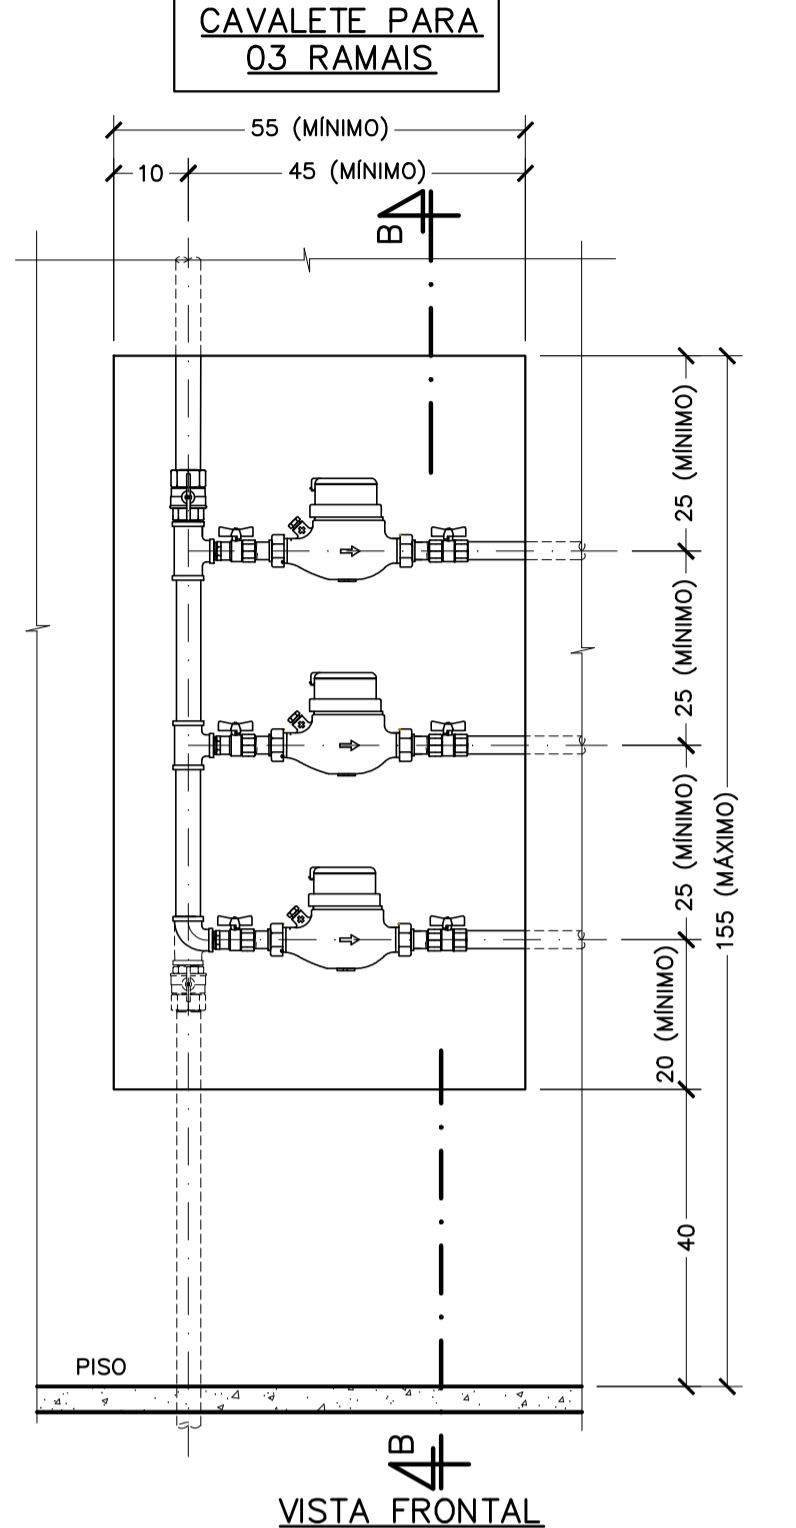 CAVALETE PARA
03 RAMAIS
55 (MÍNIMO)
10
45 (MÍNIMO)
B
25 (MÍNIMO)
25 (MÍNIMO)
25 (MÍNIMO)
155 (MÁXIMO)
20 (MÍNIMO)
40
PISO
B
VISTA FRONTAL